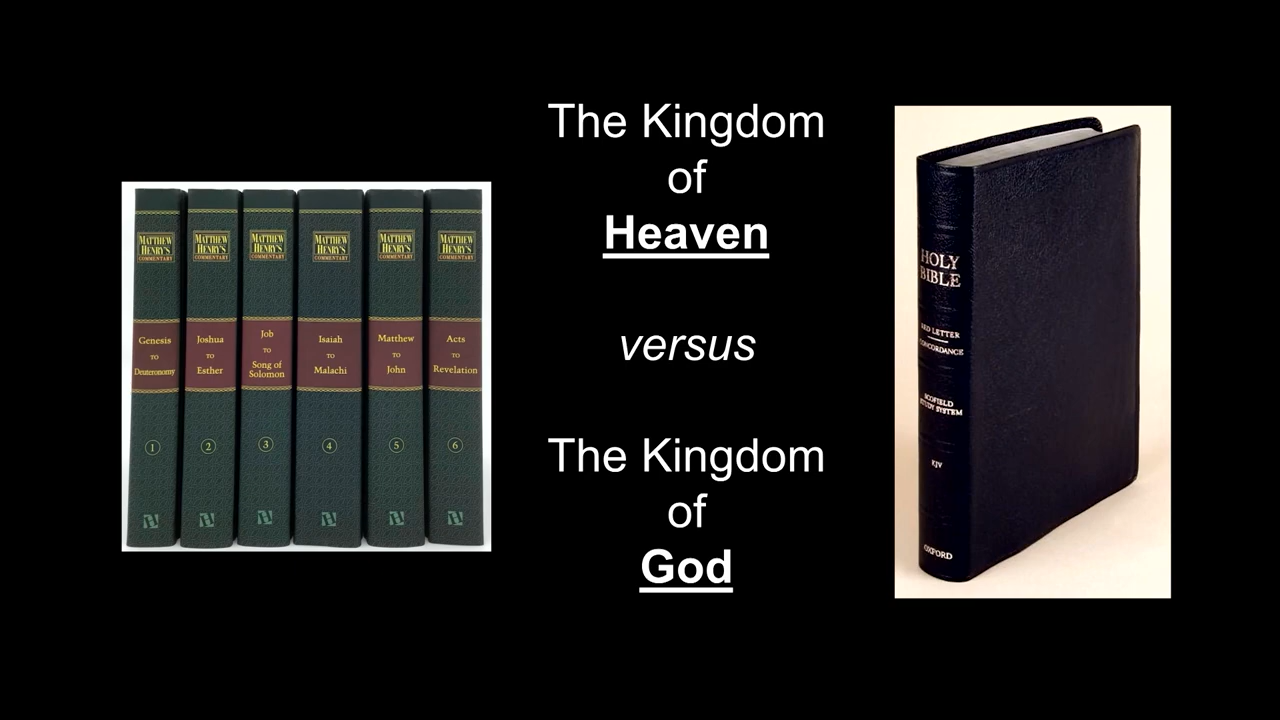 MATTHEW
HENRY'S
COMMENTARY
Genesis
TO
Deuteronomy
1
MATTHEW
HENRY'S
COMMENTARY
Joshua
TO
Esther
2
MATTHEW
HENRY'S
COMMENTARY
Job
TO
Song of
Solomon
3
MATTHEW
HENRY'S
COMMENTARY
Isaiah
TO
Malachi
4
MATTHEW
HENRY'S
COMMENTARY
Matthew
TO
John
5
MATTHEW
HENRY'S
COMMENTARY
Acts
TO
Revelation
6
The Kingdom
of
Heaven
versus
The Kingdom
of
God
HOLY
BIBLE
RED LETTER
CONCORDANCE
SCOFIELD
STUDY SYSTEM
KJV
OXFORD